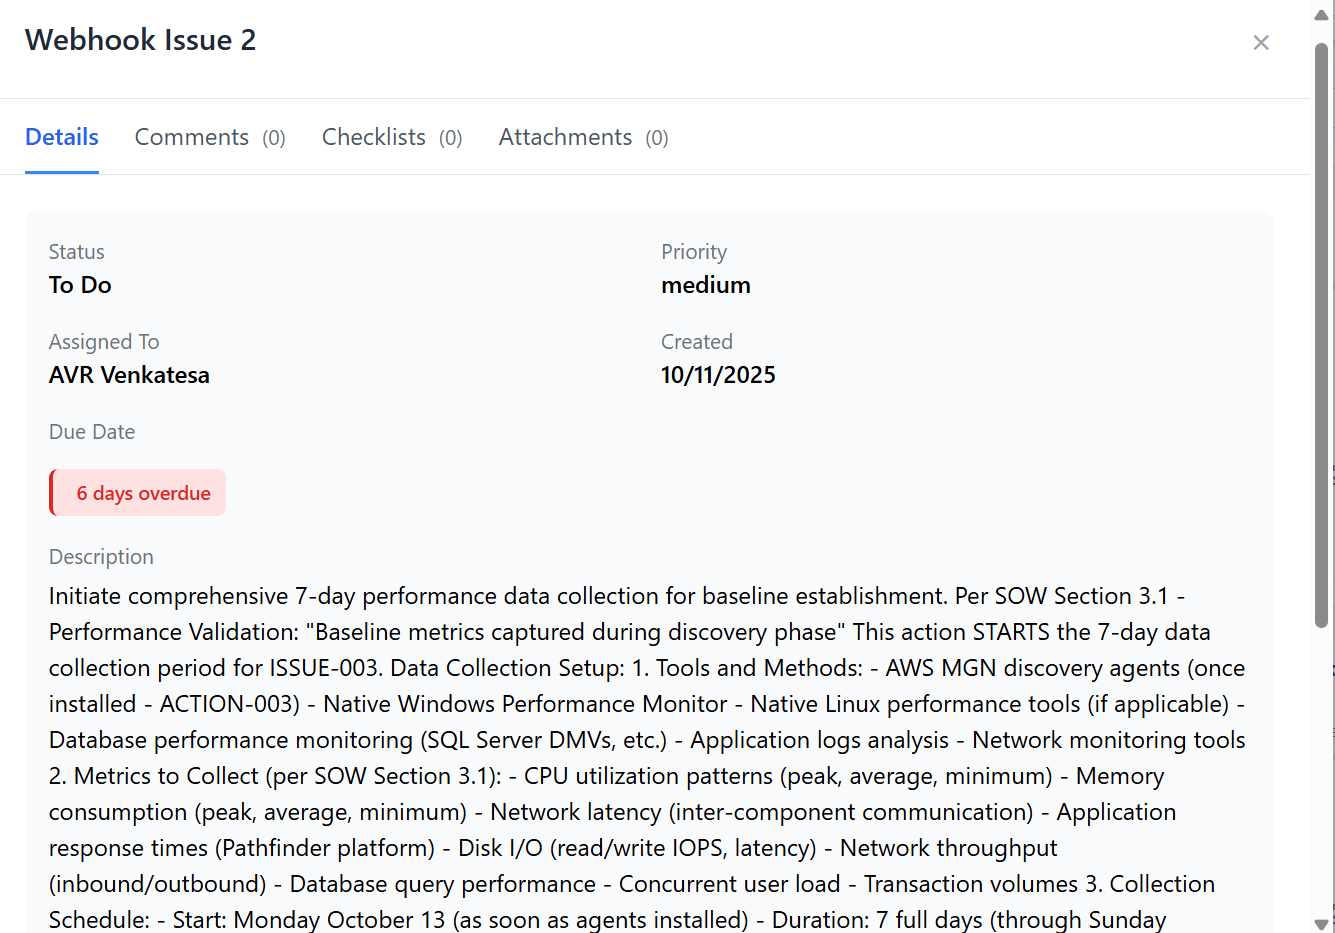 Webhook Issue 2
Details Comments (0) Checklists (0) Attachments (0)
Status
To Do
Priority
medium
Assigned To
AVR Venkatesa
Created
10/11/2025
Due Date
6 days overdue
Description
Initiate comprehensive 7-day performance data collection for baseline establishment. Per SOW Section 3.1 -
Performance Validation: "Baseline metrics captured during discovery phase" This action STARTS the 7-day data
collection period for ISSUE-003. Data Collection Setup: 1. Tools and Methods: - AWS MGN discovery agents (once
installed - ACTION-003) - Native Windows Performance Monitor - Native Linux performance tools (if applicable) -
Database performance monitoring (SQL Server DMVs, etc.) - Application logs analysis - Network monitoring tools
2. Metrics to Collect (per SOW Section 3.1): - CPU utilization patterns (peak, average, minimum) - Memory
consumption (peak, average, minimum) - Network latency (inter-component communication) - Application
response times (Pathfinder platform) - Disk I/O (read/write IOPS, latency) - Network throughput
(inbound/outbound) - Database query performance - Concurrent user load - Transaction volumes 3. Collection
Schedule: - Start: Monday October 13 (as soon as agents installed) - Duration: 7 full days (through Sunday